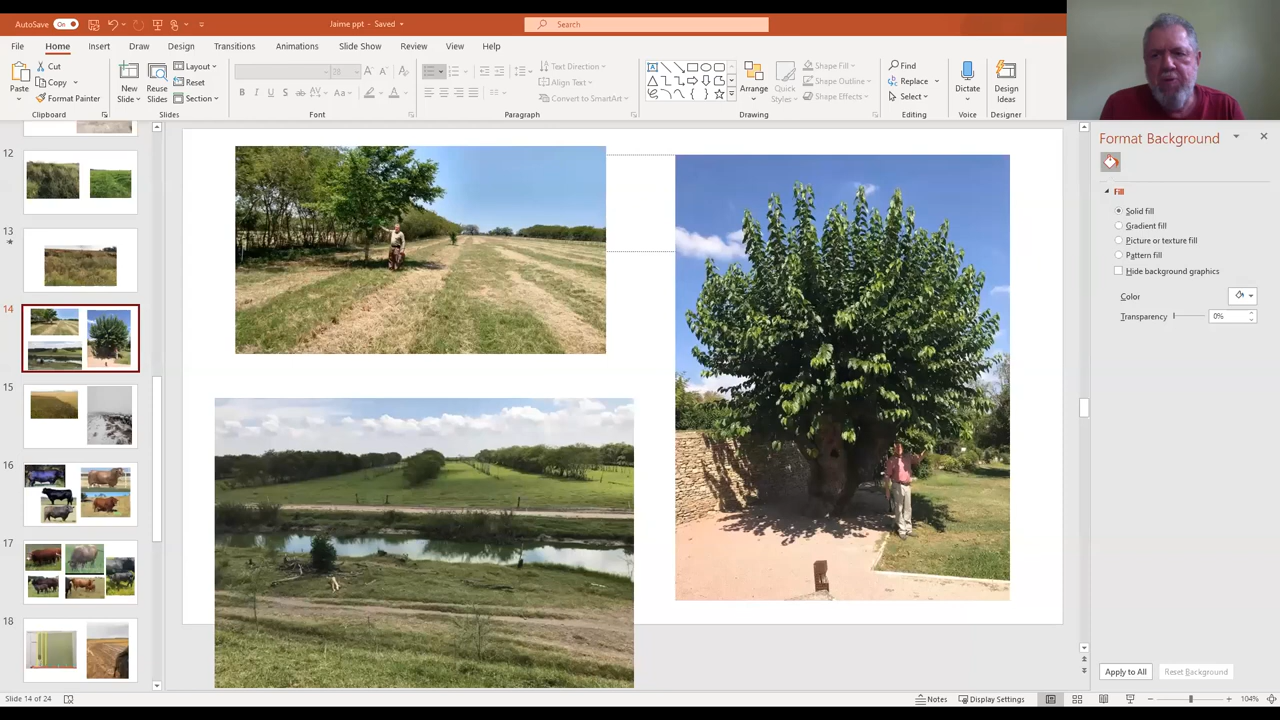 AutoSave On Jaime ppt - Saved Search
File Home Insert Draw Design Transitions Animations Slide Show Review View Help
Paste Cut Copy Format Painter Clipboard
New Slide Reuse Slides Layout Reset Section Slides
28 B I U S AV Aa A A Font
Text Direction Align Text Convert to SmartArt Paragraph
Arrange Quick Styles Shape Fill Shape Outline Shape Effects Drawing
Find Replace Select Editing
Dictate Voice
Design Ideas Designer
12
13
14
15
16
17
18
Format Background
Fill
Solid fill
Gradient fill
Picture or texture fill
Pattern fill
Hide background graphics
Color
Transparency 0%
Apply to All Reset Background
Slide 14 of 24 Notes Display Settings 104%